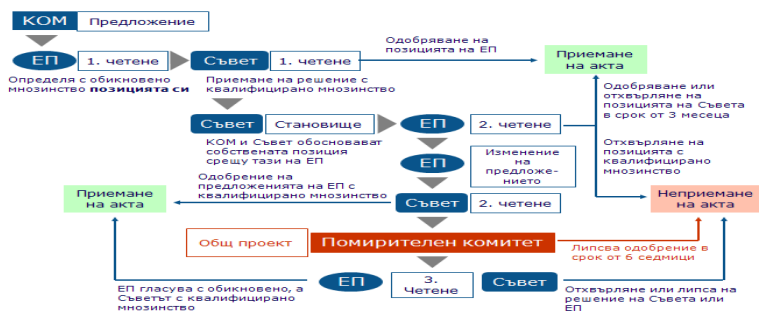 КОМ
Предложение
ЕП
1. четене
Съвет
1. четене
Одобряване на
позицията на ЕП
Приемане
на акта
Определя с обикновено
мнозинство позицията си
Приемане на решение с
квалифицирано мнозинство
Одобряване или
отхвърляне на
позицията на Съвета
в срок от 3 месеца
Съвет
Становище
ЕП
2. четене
КОМ и Съвет обосновават
собствената позиция
срещу тази на ЕП
ЕП
Изменение
на
предложе-
нието
Отхвърляне на
позицията с
квалифицирано
мнозинство
Приемане
на акта
Одобрение на
предложенията на ЕП с
квалифицирано мнозинство
Съвет
2. четене
Неприемане
на акта
Общ проект
Помирителен комитет
Липсва одобрение в
срок от 6 седмици
ЕП
3.
Четене
Съвет
ЕП гласува с обикновено, а
Съветът с квалифицирано
мнозинство
Отхвърляне или липса на
решение на Съвета или
ЕП